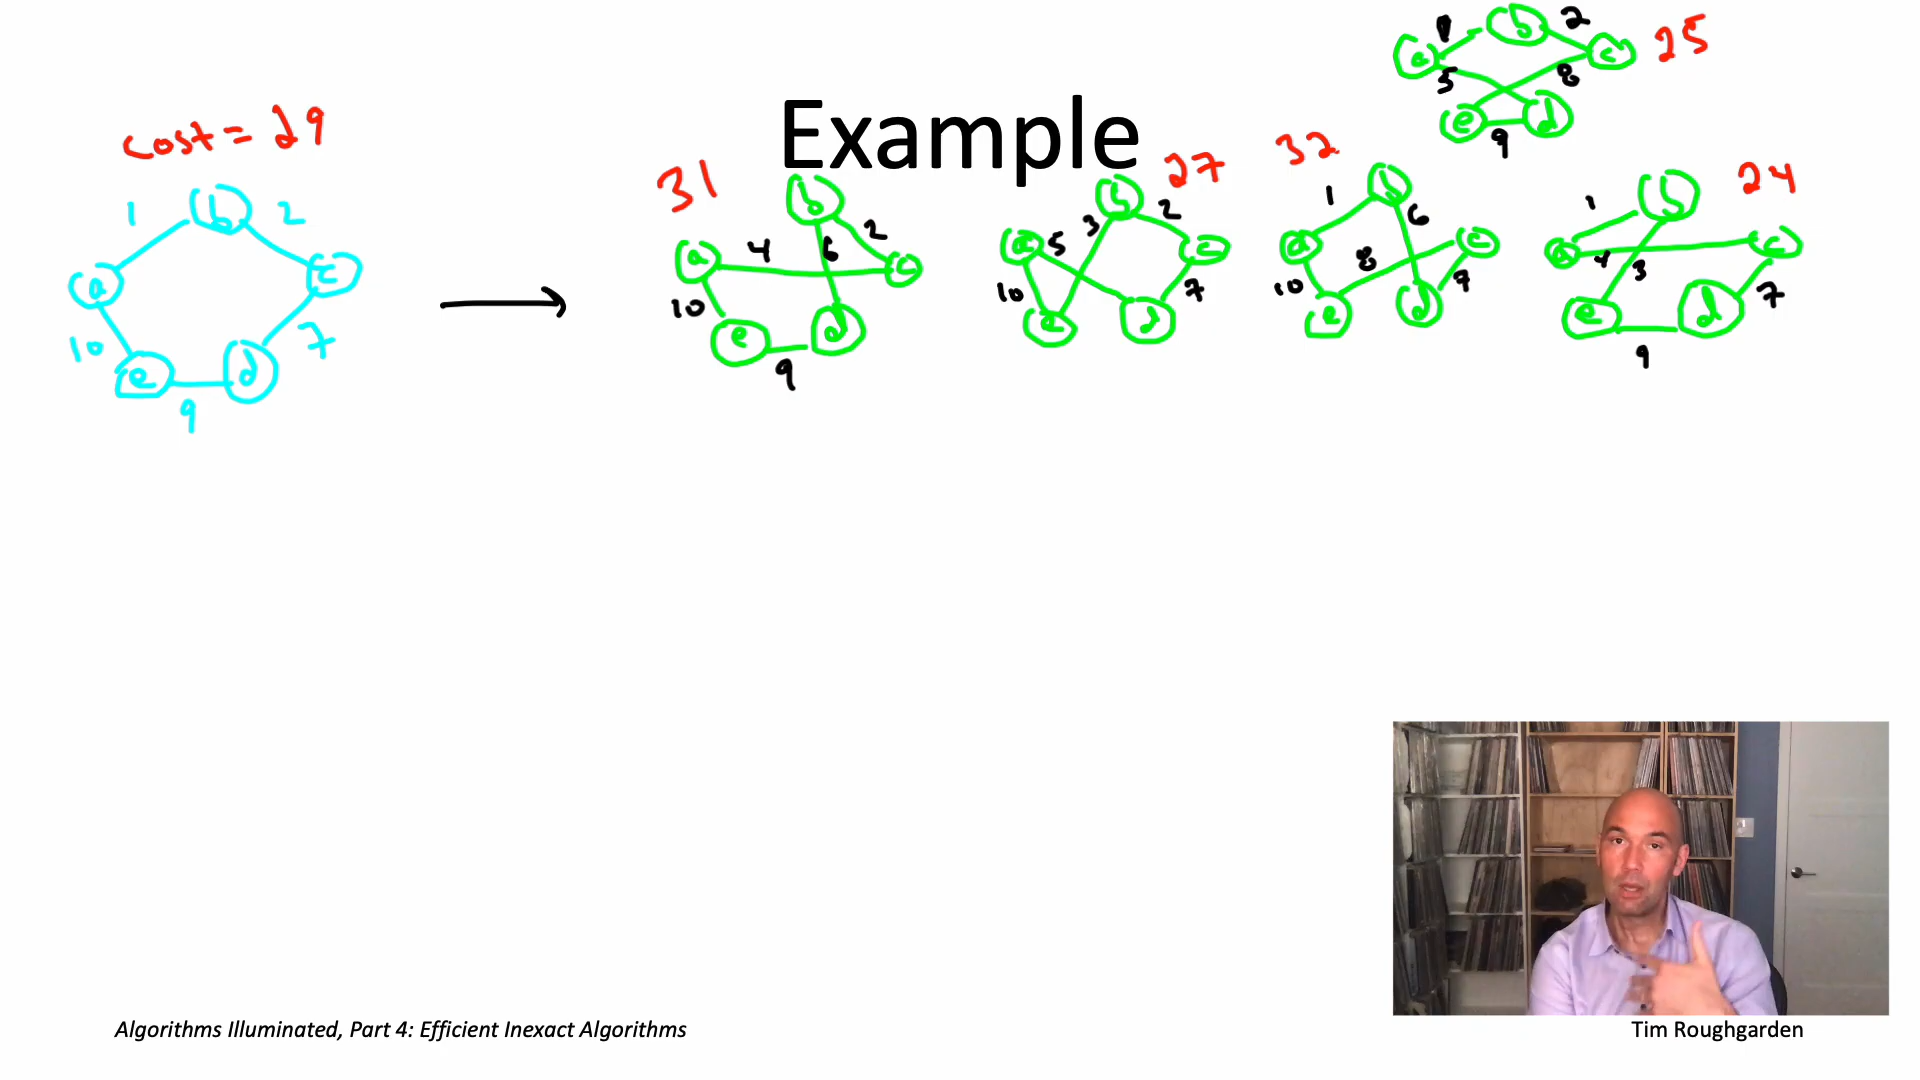 Example
cost = 29
1
b
2
a
c
10
7
e
d
9
31
b
4
6
2
a
c
10
e
d
9
27
b
3
2
a
5
c
10
7
e
d
32
1
b
6
a
8
c
10
7
e
d
25
1
b
2
a
c
5
8
e
d
9
24
1
b
a
4
3
c
7
e
d
9
Algorithms Illuminated, Part 4: Efficient Inexact Algorithms
Tim Roughgarden